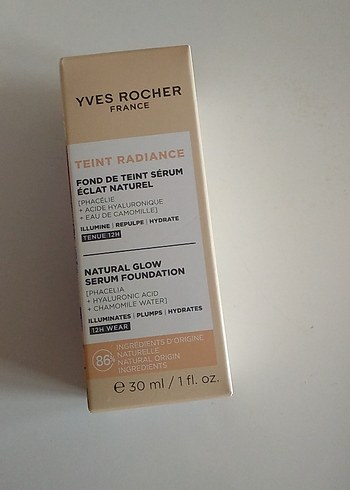 YVES ROCHER
FRANCE
TEINT RADIANCE
FOND DE TEINT SÉRUM
ÉCLAT NATUREL
[PHACÉLIE
+ ACIDE HYALURONIQUE
+ EAU DE CAMOMILLE]
ILLUMINE | REPULPE | HYDRATE
TENUE 12H
NATURAL GLOW
SERUM FOUNDATION
[PHACELIA
+ HYALURONIC ACID
+ CHAMOMILE WATER]
ILLUMINATES | PLUMPS | HYDRATES
12H WEAR
86
INGRÉDIENTS D'ORIGINE
NATURELLE
NATURAL ORIGIN
INGREDIENTS
℮ 30 ml / 1 fl. oz.